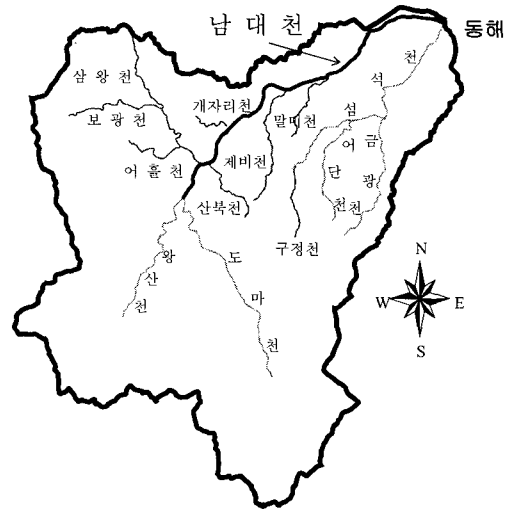 남 대 천
동해
삼 왕 천
개자리천
보 광 천
말미천
섬 석 천
어 흘 천
제비천
어 단 천
금 광 천
산북천
구정천
왕 산 천
도 마 천
N
W
E
S